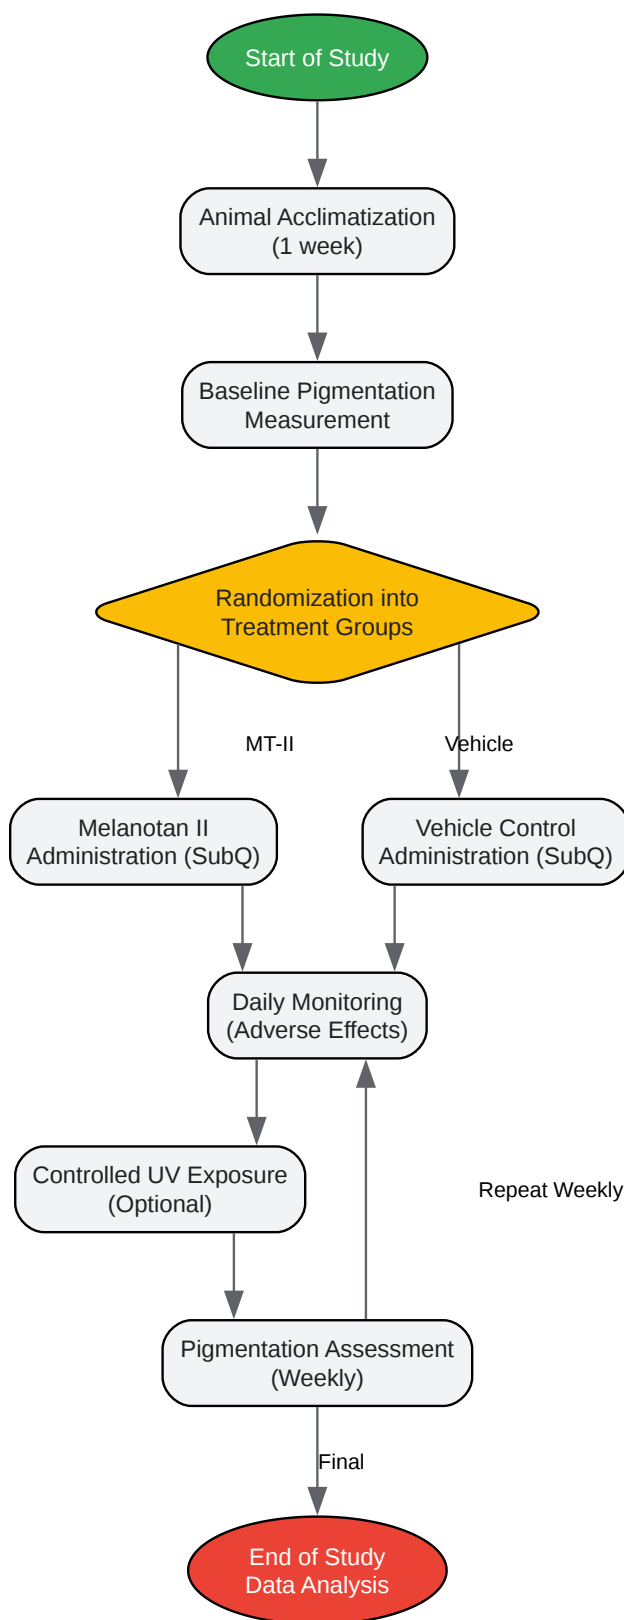 Start of Study
Animal Acclimatization
(1 week)
Baseline Pigmentation
Measurement
Randomization into
Treatment Groups
MT-II
Vehicle
Melanotan II
Administration (SubQ)
Vehicle Control
Administration (SubQ)
Daily Monitoring
(Adverse Effects)
Controlled UV Exposure
(Optional)
Repeat Weekly
Pigmentation Assessment
(Weekly)
Final
End of Study
Data Analysis